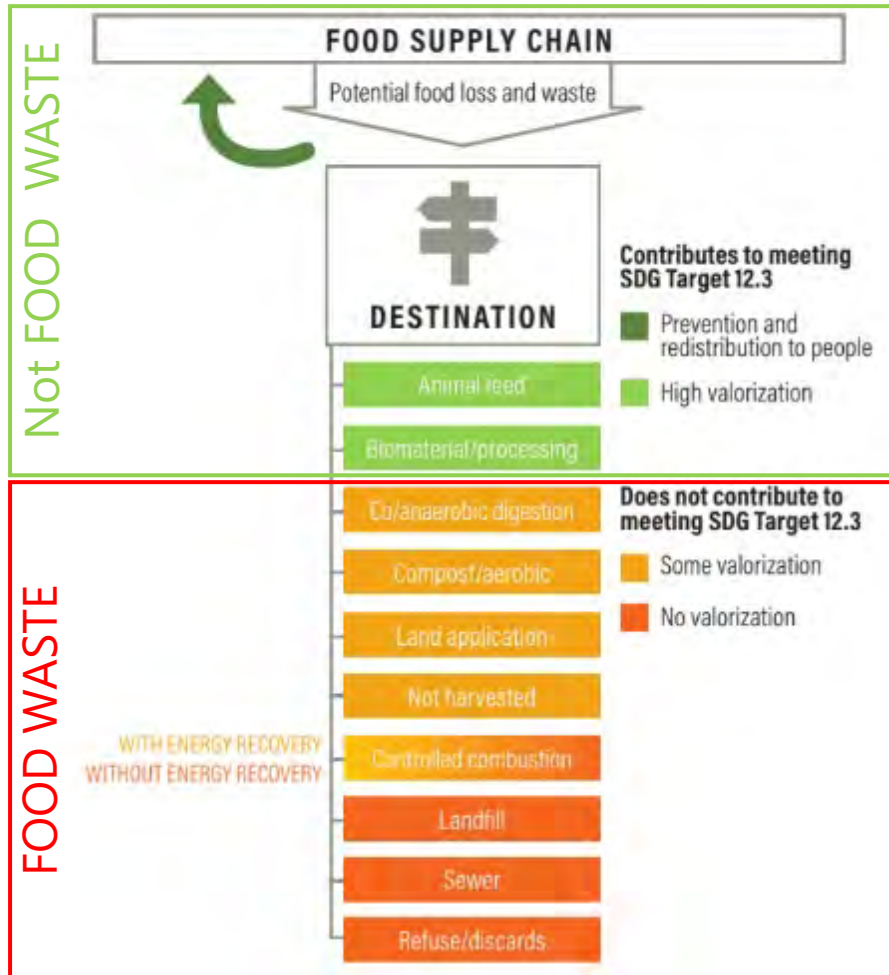 Not FOOD WASTE
FOOD SUPPLY CHAIN
Potential food loss and waste
DESTINATION
Contributes to meeting
SDG Target 12.3
Prevention and
redistribution to people
High valorization
Animal feed
Biomaterial/processing
FOOD WASTE
Co/anaerobic digestion
Compost/aerobic
Land application
Not harvested
WITH ENERGY RECOVERY
WITHOUT ENERGY RECOVERY
Controlled combustion
Landfill
Sewer
Refuse/discards
Does not contribute to
meeting SDG Target 12.3
Some valorization
No valorization